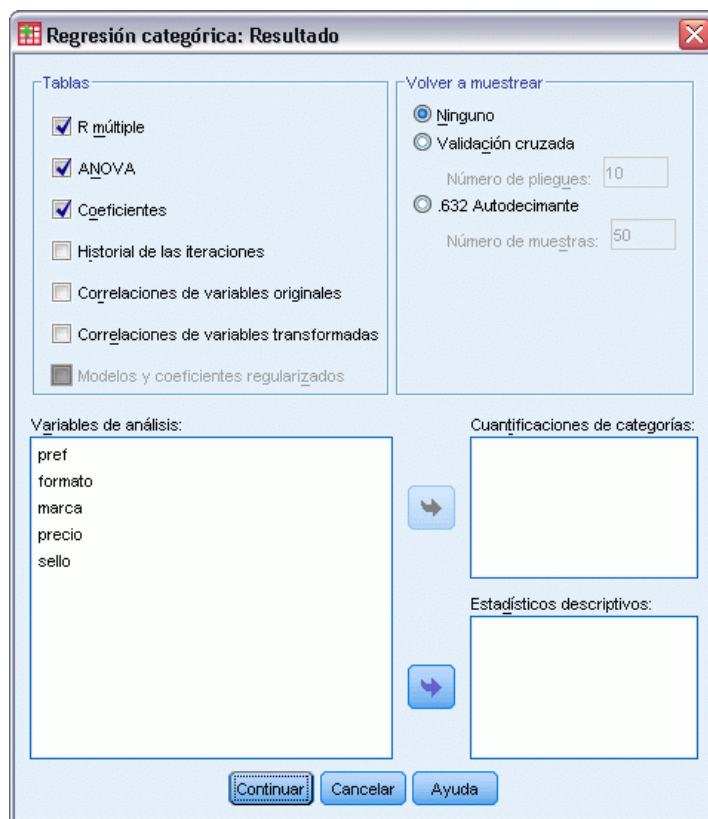 Regresión categórica: Resultado
Tablas
R múltiple
ANOVA
Coeficientes
Historial de las iteraciones
Correlaciones de variables originales
Correlaciones de variables transformadas
Modelos y coeficientes regularizados
Volver a muestrear
Ninguno
Validación cruzada
Número de pliegues: 10
.632 Autodecimante
Número de muestras: 50
Variables de análisis:
pref
formato
marca
precio
sello
Cuantificaciones de categorías:
Estadísticos descriptivos:
Continuar Cancelar Ayuda